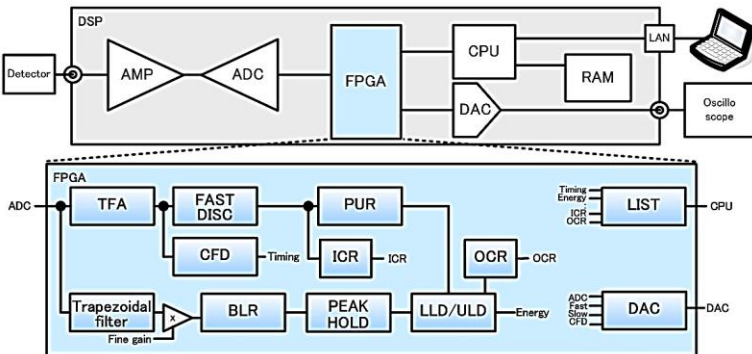 DSP
LAN
Detector
AMP
ADC
FPGA
CPU
RAM
DAC
Oscillo
scope
FPGA
ADC
TFA
FAST
DISC
PUR
Timing
Energy
:
ICR
OCR
LIST
CPU
CFD
Timing
ICR
ICR
OCR
OCR
Trapezoidal
filter
×
Fine gain
BLR
PEAK
HOLD
LLD/ULD
Energy
ADC
Fast
Slow
CFD
DAC
DAC